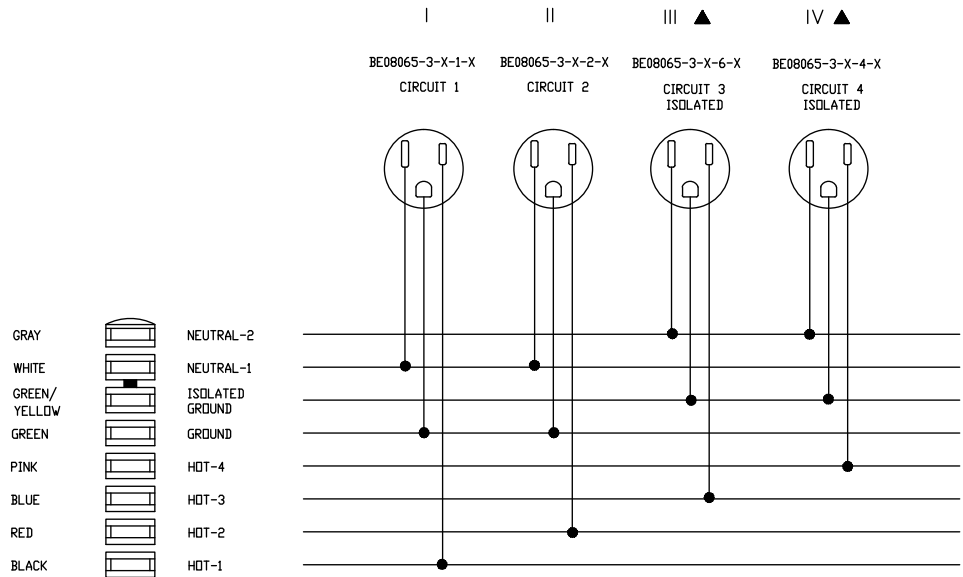 I II III ▲ IV ▲
BE08065-3-X-1-X BE08065-3-X-2-X BE08065-3-X-6-X BE08065-3-X-4-X
CIRCUIT 1 CIRCUIT 2 CIRCUIT 3 CIRCUIT 4
ISOLATED ISOLATED
GRAY NEUTRAL-2
WHITE NEUTRAL-1
GREEN/ ISOLATED
YELLOW GROUND
GREEN GROUND
PINK HOT-4
BLUE HOT-3
RED HOT-2
BLACK HOT-1